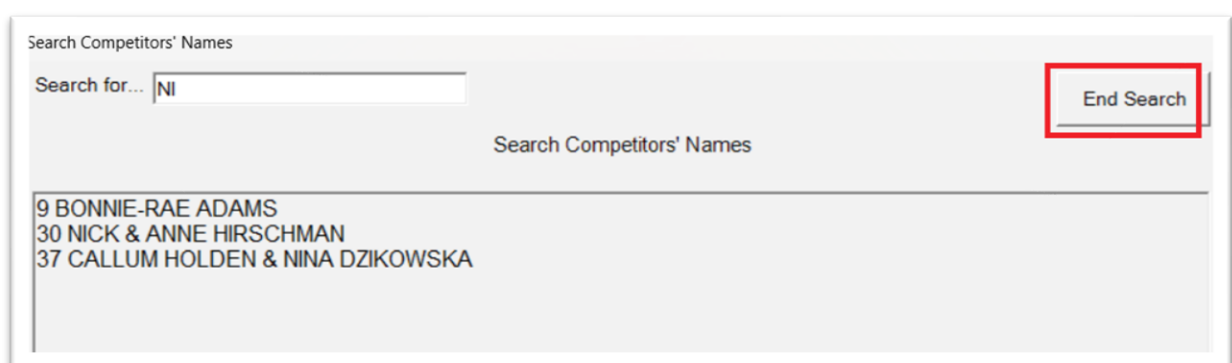 Search Competitors' Names
Search for... NI
End Search
Search Competitors' Names
9 BONNIE-RAE ADAMS
30 NICK & ANNE HIRSCHMAN
37 CALLUM HOLDEN & NINA DZIKOWSKA